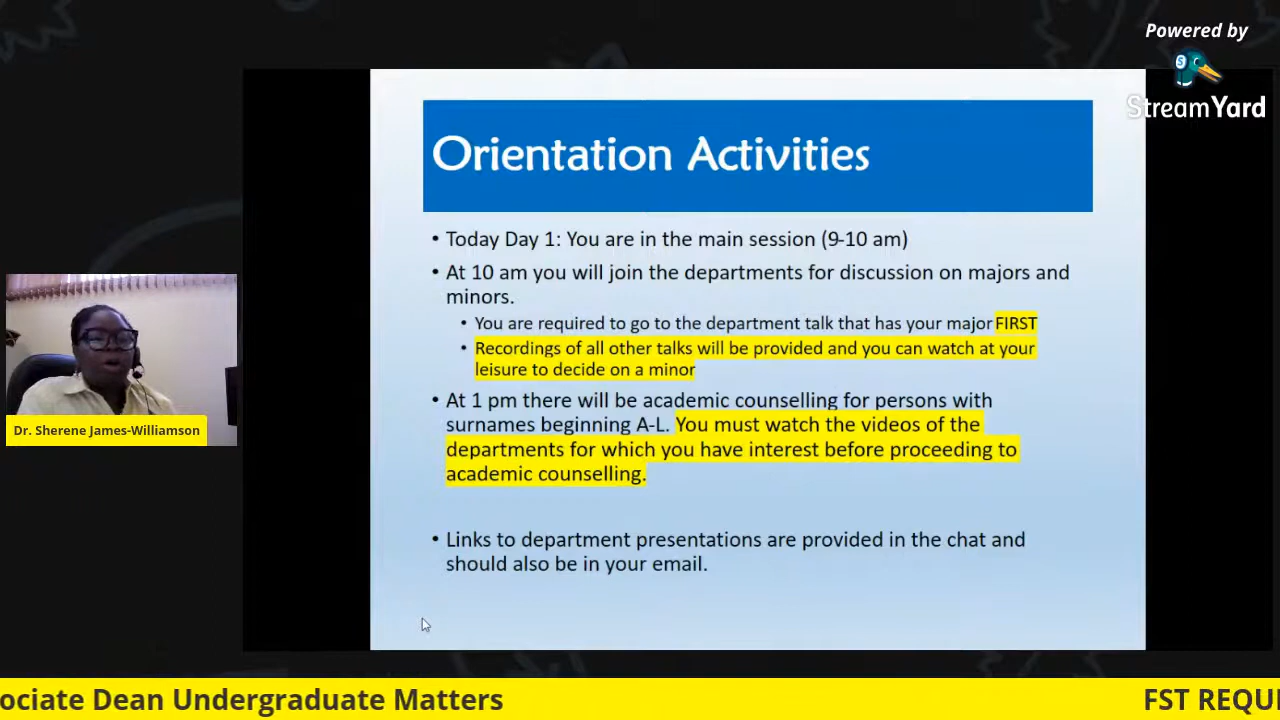 Powered by
StreamYard
Orientation Activities
• Today Day 1: You are in the main session (9-10 am)
• At 10 am you will join the departments for discussion on majors and
minors.
• You are required to go to the department talk that has your major FIRST
• Recordings of all other talks will be provided and you can watch at your
leisure to decide on a minor
• At 1 pm there will be academic counselling for persons with
surnames beginning A-L. You must watch the videos of the
departments for which you have interest before proceeding to
academic counselling.
• Links to department presentations are provided in the chat and
should also be in your email.
Dr. Sherene James-Williamson
ociate Dean Undergraduate Matters
FST REQUI